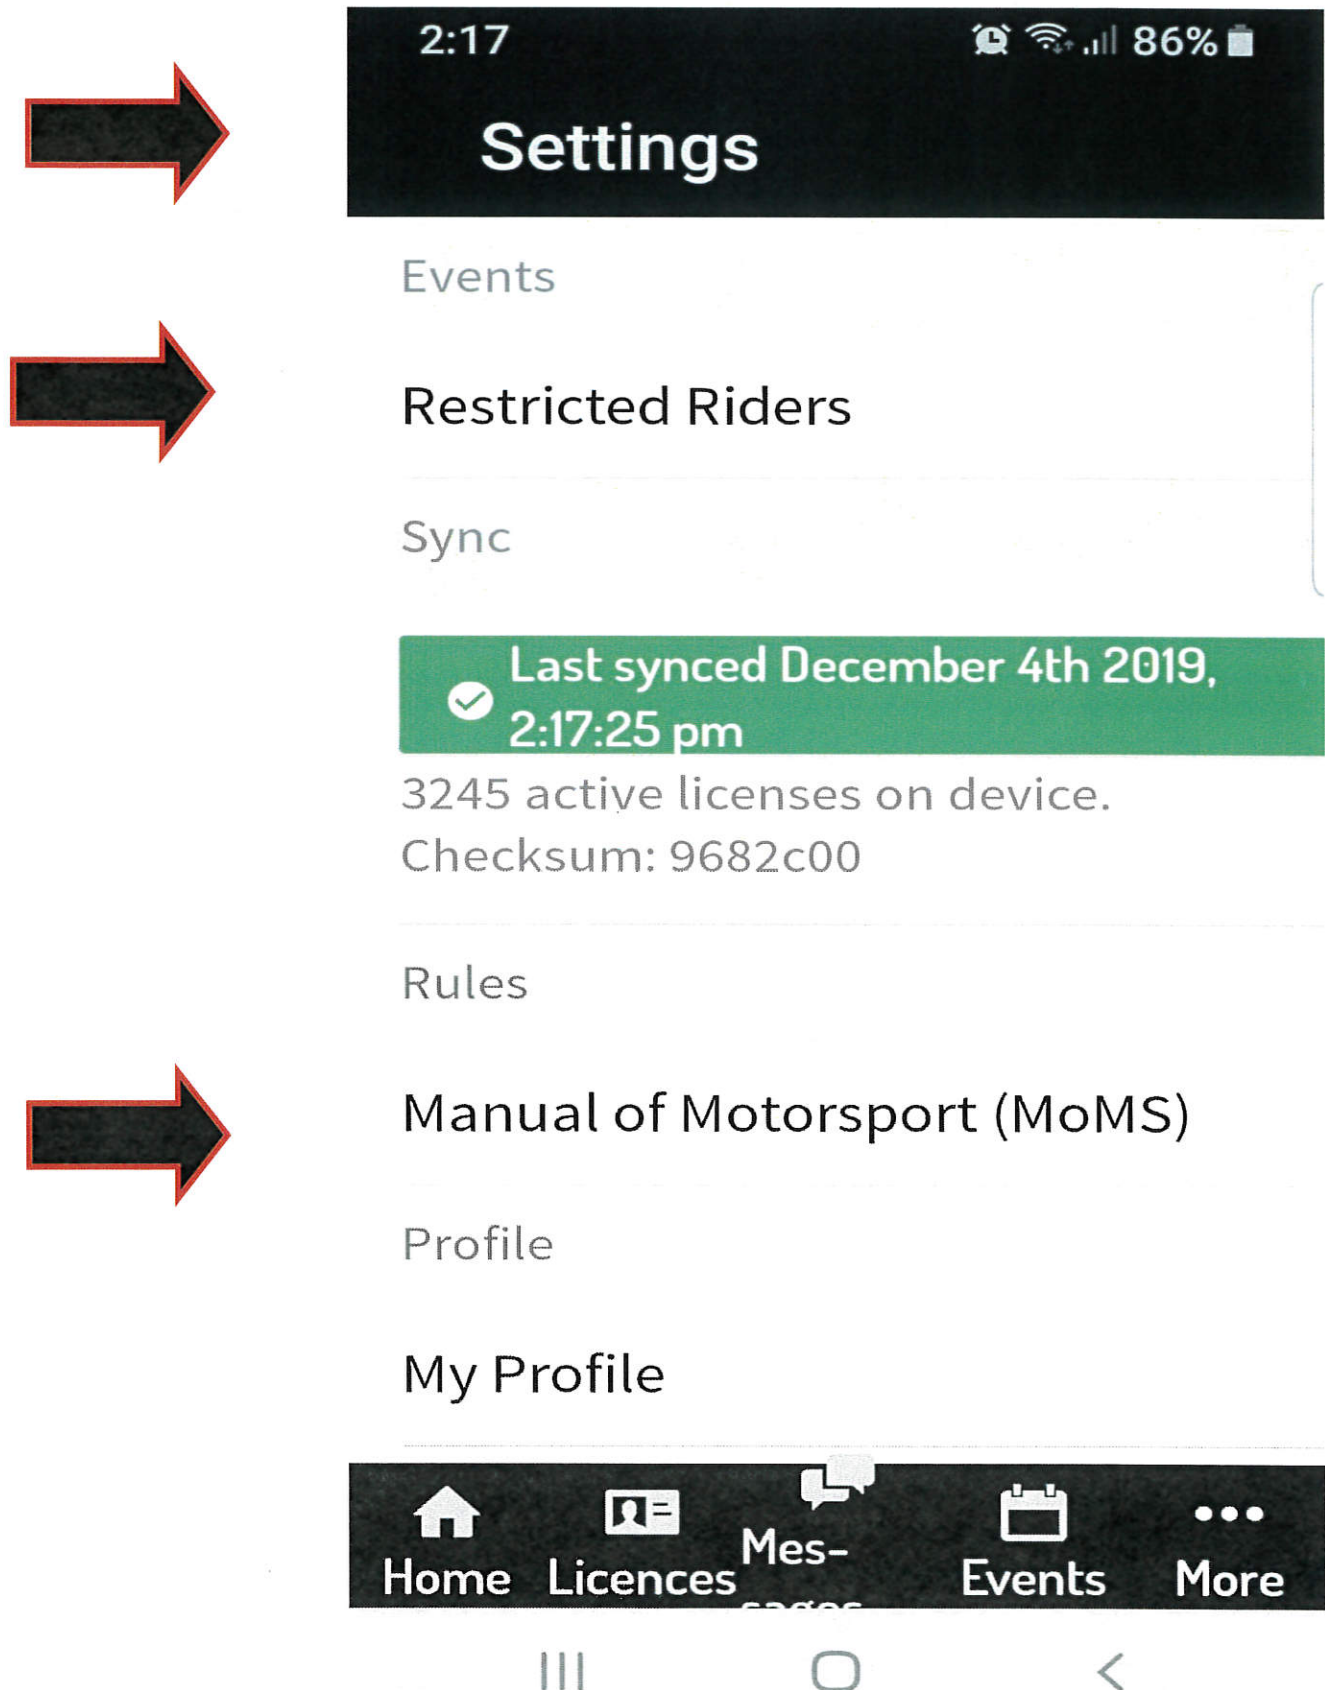 2:17 86%
Settings
Events
Restricted Riders
Sync
Last synced December 4th 2019,
2:17:25 pm
3245 active licenses on device.
Checksum: 9682c00
Rules
Manual of Motorsport (MoMS)
Profile
My Profile
Home Licences Mes-
sages Events More